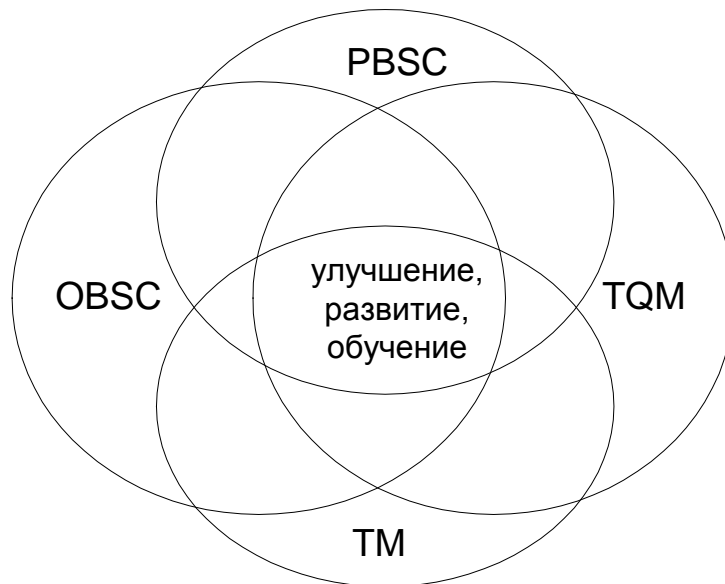 PBSC
OBSC
улучшение,
развитие,
обучение
TQM
TM